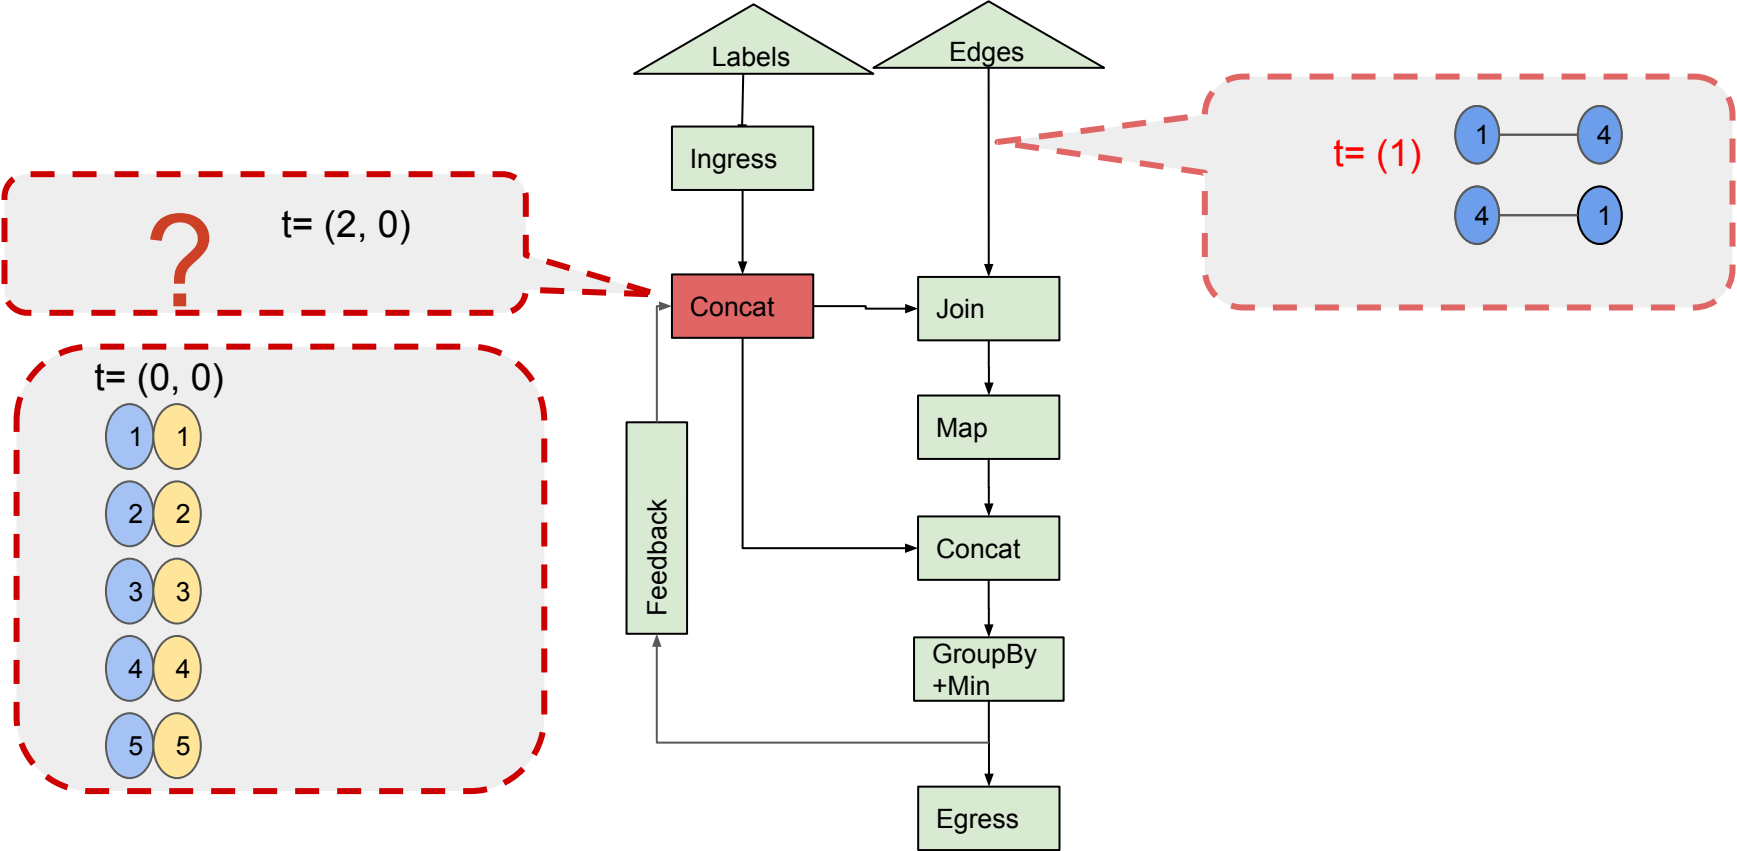 Labels
Edges
Ingress
t= (1)
1
4
4
1
?
t= (2, 0)
Concat
Join
t= (0, 0)
1
1
2
2
3
3
4
4
5
5
Map
Feedback
Concat
GroupBy
+Min
Egress